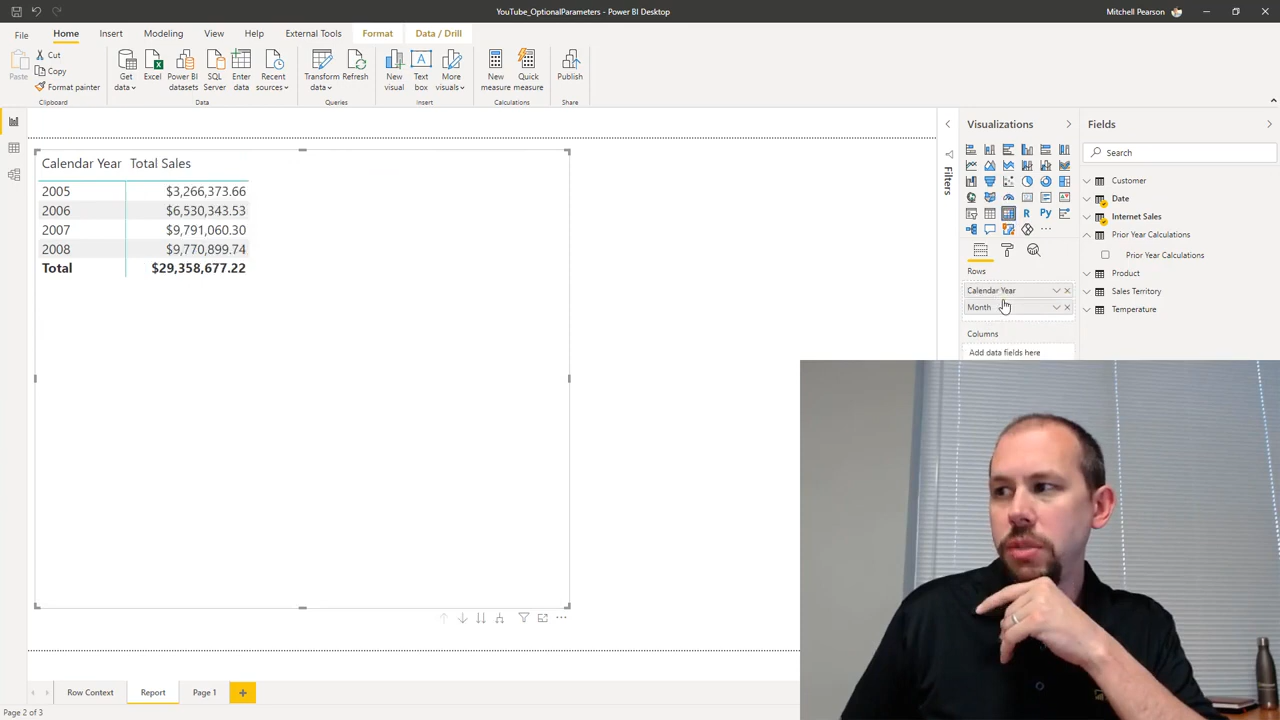 YouTube_OptionalParameters - Power BI Desktop
Mitchell Pearson
File
Home
Insert
Modeling
View
Help
External Tools
Format
Data / Drill
Paste
Cut
Copy
Format painter
Clipboard
Get data
Excel
Power BI datasets
SQL Server
Enter data
Recent sources
Data
Transform data
Refresh
Queries
New visual
Text box
More visuals
Insert
New measure
Quick measure
Calculations
Publish
Share
Calendar Year Total Sales
2005 $3,266,373.66
2006 $6,530,343.53
2007 $9,791,060.30
2008 $9,770,899.74
Total $29,358,677.22
Filters
Visualizations
R
Py
Rows
Calendar Year
Month
Columns
Add data fields here
Fields
Search
Customer
Date
Internet Sales
Prior Year Calculations
Prior Year Calculations
Product
Sales Territory
Temperature
Row Context
Report
Page 1
Page 2 of 3